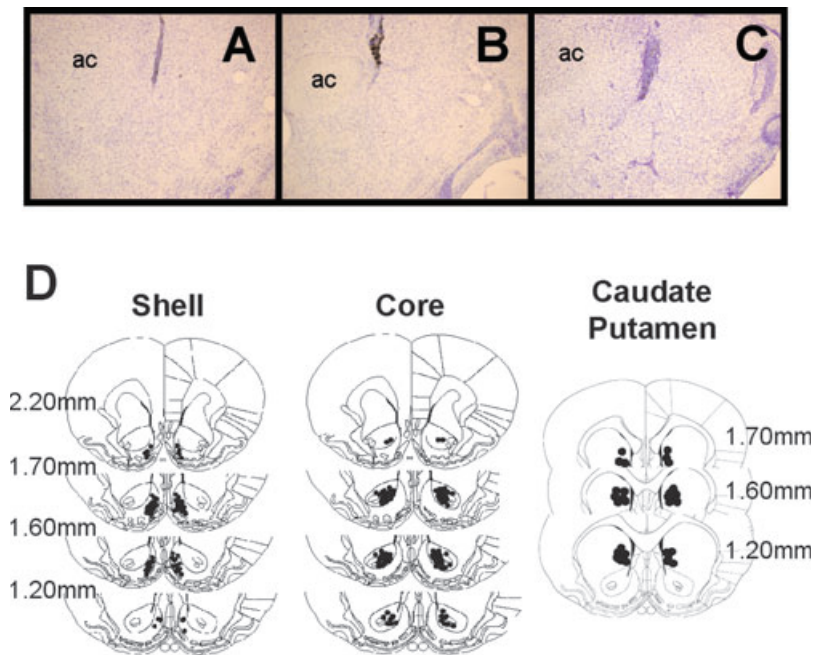 A
B
C
ac
ac
ac
D
Shell
Core
Caudate
Putamen
2.20mm
1.70mm
1.60mm
1.20mm
1.70mm
1.60mm
1.20mm